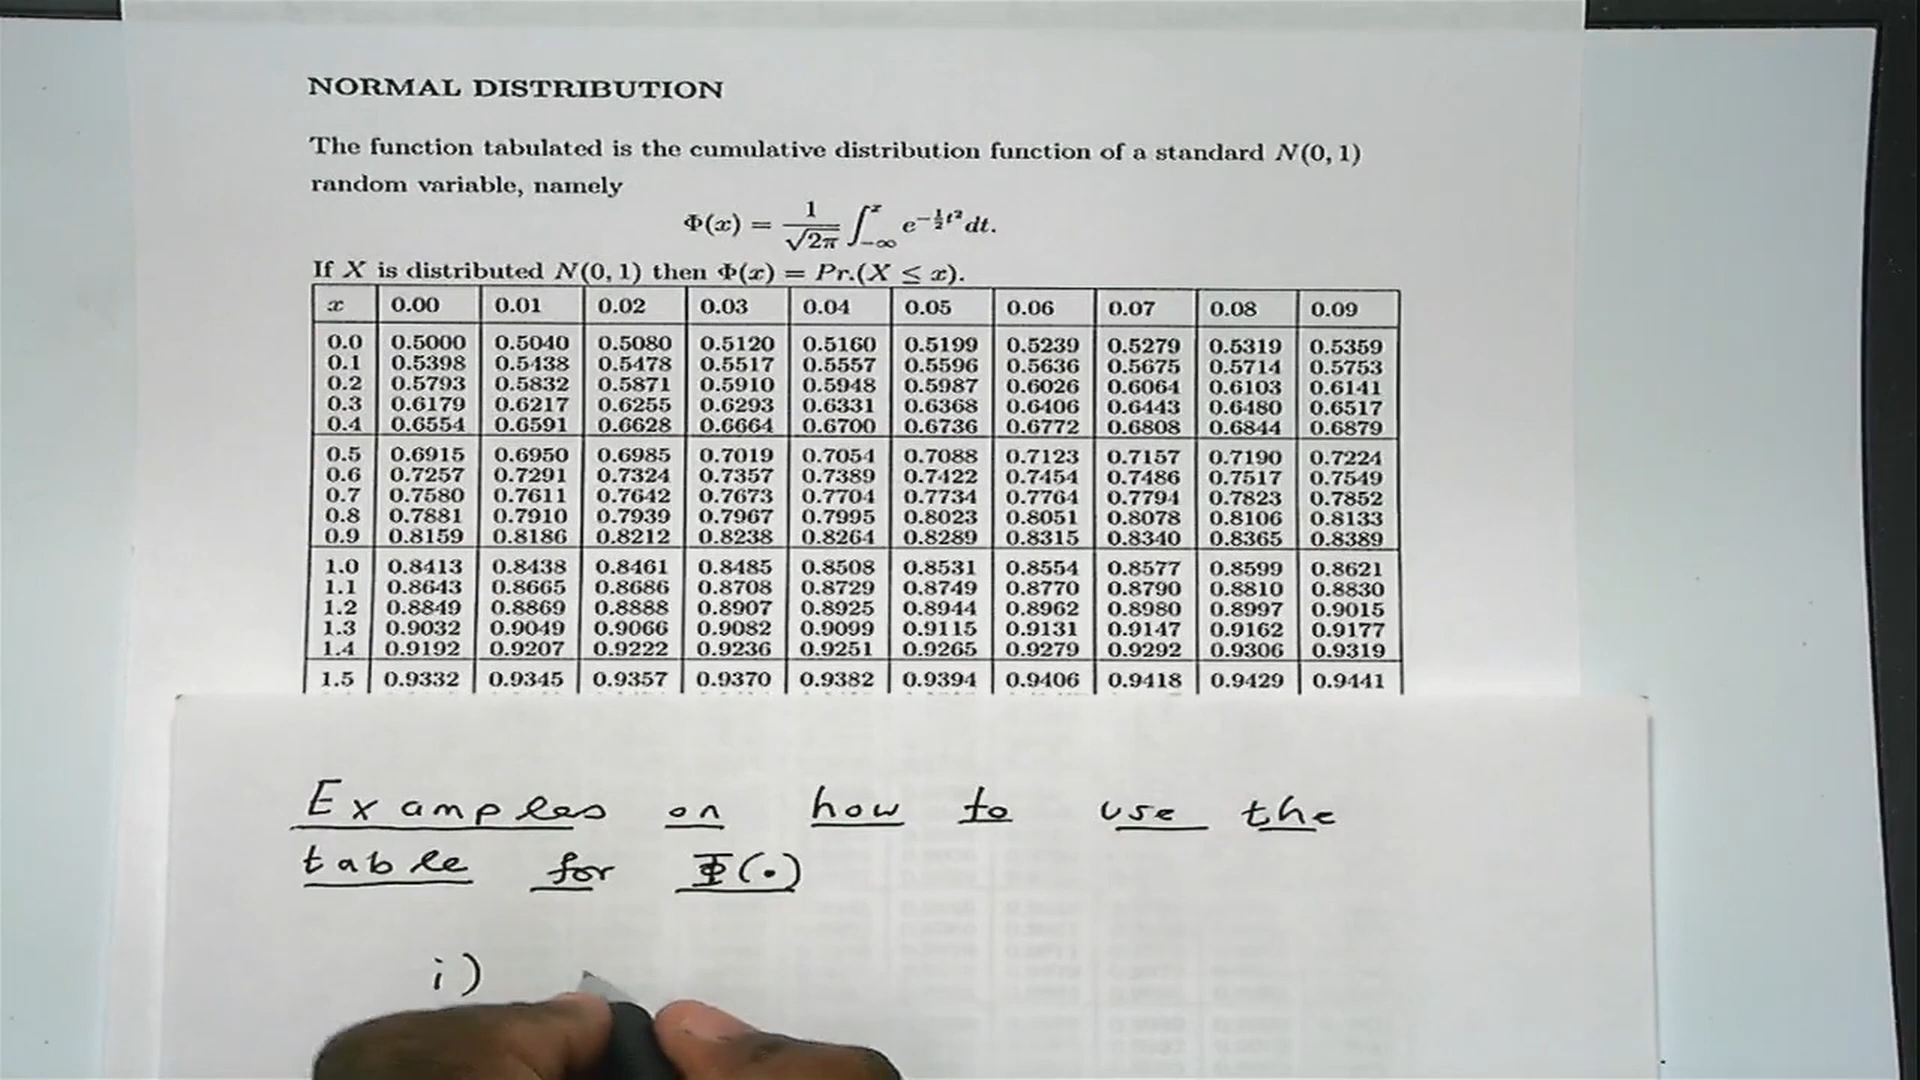 NORMAL DISTRIBUTION
The function tabulated is the cumulative distribution function of a standard N(0, 1)
random variable, namely
Φ(x) = 1/√2π ∫_{-∞}^{x} e^{-½t²} dt.
If X is distributed N(0, 1) then Φ(x) = Pr.(X ≤ x).
x 0.00 0.01 0.02 0.03 0.04 0.05 0.06 0.07 0.08 0.09
0.0 0.5000 0.5040 0.5080 0.5120 0.5160 0.5199 0.5239 0.5279 0.5319 0.5359
0.1 0.5398 0.5438 0.5478 0.5517 0.5557 0.5596 0.5636 0.5675 0.5714 0.5753
0.2 0.5793 0.5832 0.5871 0.5910 0.5948 0.5987 0.6026 0.6064 0.6103 0.6141
0.3 0.6179 0.6217 0.6255 0.6293 0.6331 0.6368 0.6406 0.6443 0.6480 0.6517
0.4 0.6554 0.6591 0.6628 0.6664 0.6700 0.6736 0.6772 0.6808 0.6844 0.6879
0.5 0.6915 0.6950 0.6985 0.7019 0.7054 0.7088 0.7123 0.7157 0.7190 0.7224
0.6 0.7257 0.7291 0.7324 0.7357 0.7389 0.7422 0.7454 0.7486 0.7517 0.7549
0.7 0.7580 0.7611 0.7642 0.7673 0.7704 0.7734 0.7764 0.7794 0.7823 0.7852
0.8 0.7881 0.7910 0.7939 0.7967 0.7995 0.8023 0.8051 0.8078 0.8106 0.8133
0.9 0.8159 0.8186 0.8212 0.8238 0.8264 0.8289 0.8315 0.8340 0.8365 0.8389
1.0 0.8413 0.8438 0.8461 0.8485 0.8508 0.8531 0.8554 0.8577 0.8599 0.8621
1.1 0.8643 0.8665 0.8686 0.8708 0.8729 0.8749 0.8770 0.8790 0.8810 0.8830
1.2 0.8849 0.8869 0.8888 0.8907 0.8925 0.8944 0.8962 0.8980 0.8997 0.9015
1.3 0.9032 0.9049 0.9066 0.9082 0.9099 0.9115 0.9131 0.9147 0.9162 0.9177
1.4 0.9192 0.9207 0.9222 0.9236 0.9251 0.9265 0.9279 0.9292 0.9306 0.9319
1.5 0.9332 0.9345 0.9357 0.9370 0.9382 0.9394 0.9406 0.9418 0.9429 0.9441
Examples on how to use the
table for Φ(.)
i)